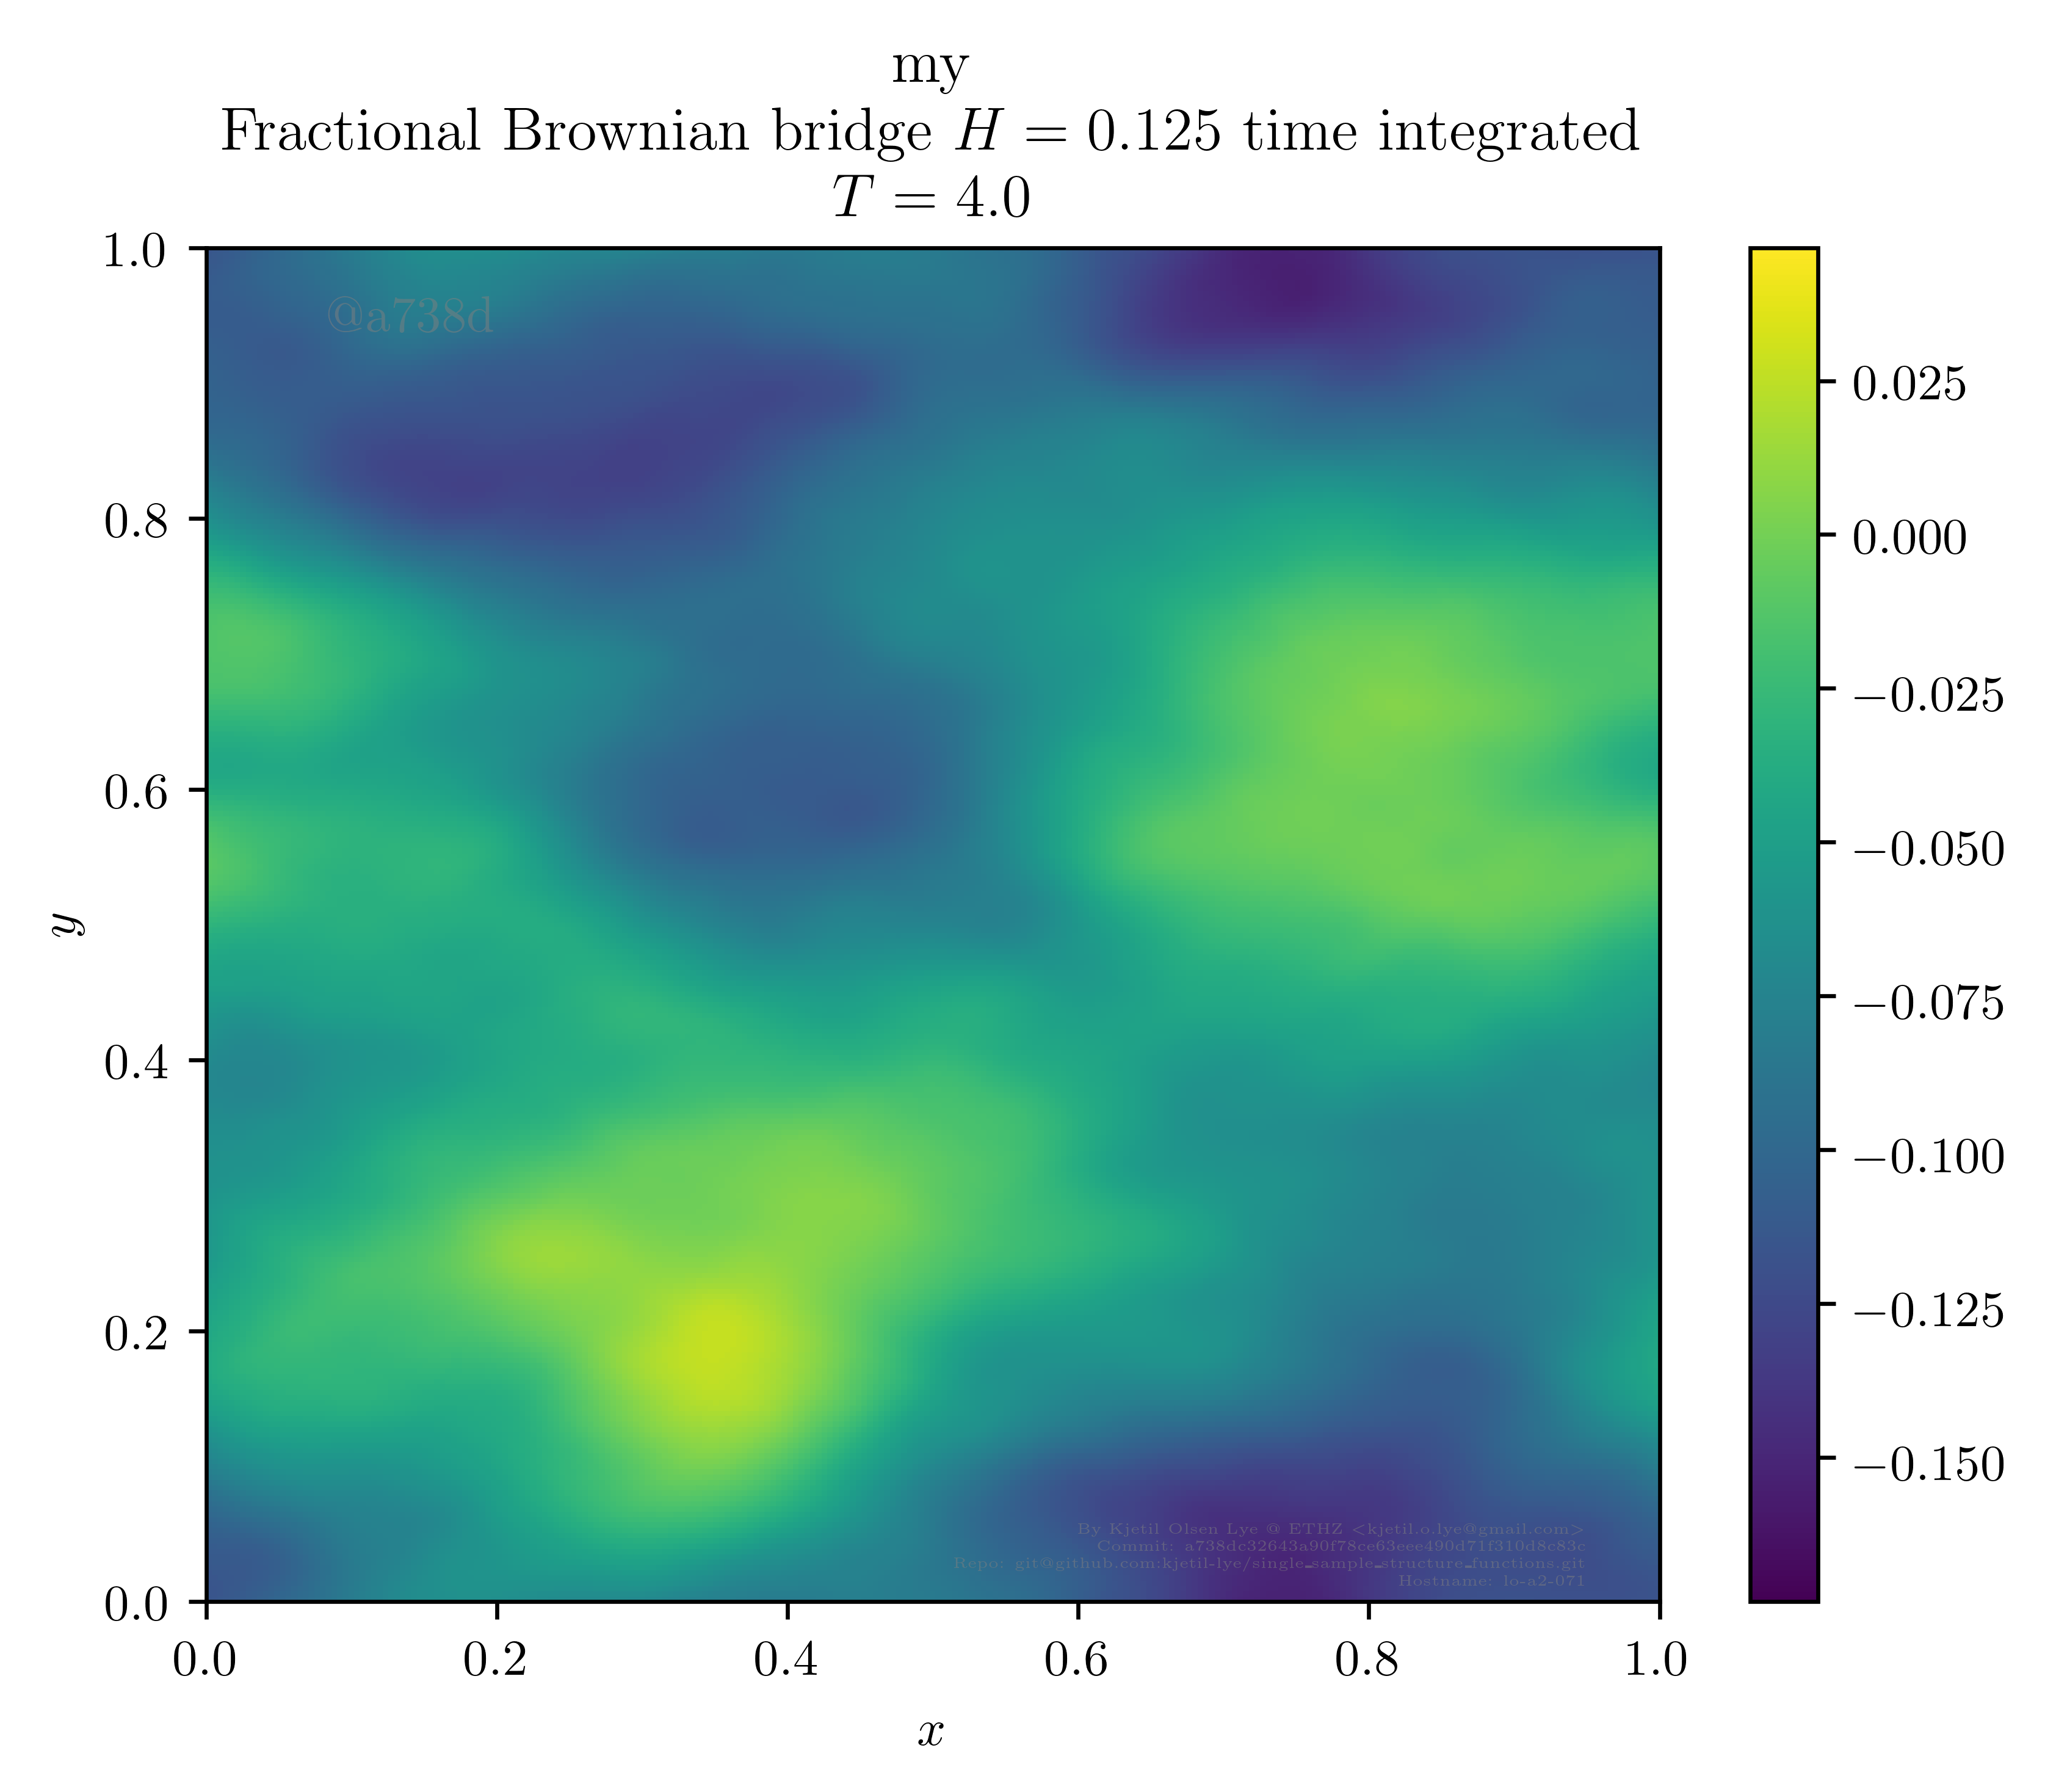 my
Fractional Brownian bridge H = 0.125 time integrated
T = 4.0
@a738d
1.0
0.8
0.6
0.4
0.2
0.0
y
0.0 0.2 0.4 0.6 0.8 1.0
x
0.025
0.000
−0.025
−0.050
−0.075
−0.100
−0.125
−0.150
By Kjetil Olsen Lye @ ETHZ <kjetil.o.lye@gmail.com>
Commit: a738dc32643a90f78ce63eee490d71f310d8c83c
Repo: git@github.com:kjetil-lye/single_sample_structure_functions.git
Hostname: lo-a2-071